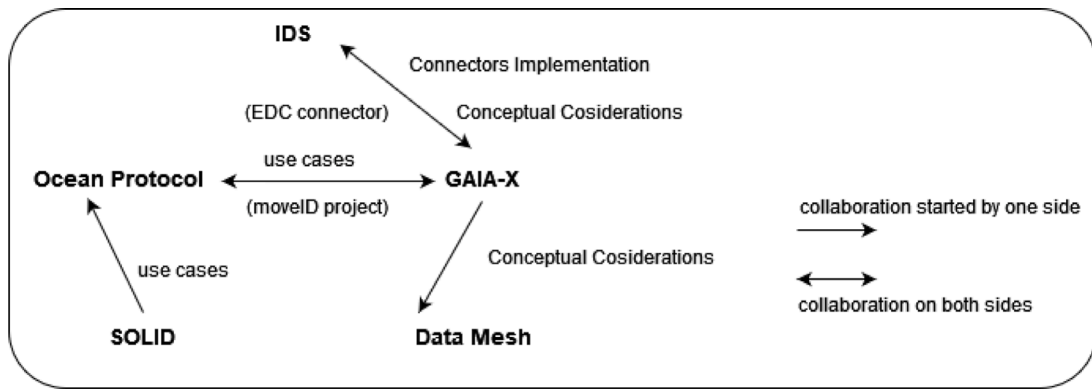 IDS
Connectors Implementation
(EDC connector)
Conceptual Cosiderations
use cases
Ocean Protocol
GAIA-X
(moveID project)
collaboration started by one side
Conceptual Cosiderations
use cases
collaboration on both sides
SOLID
Data Mesh